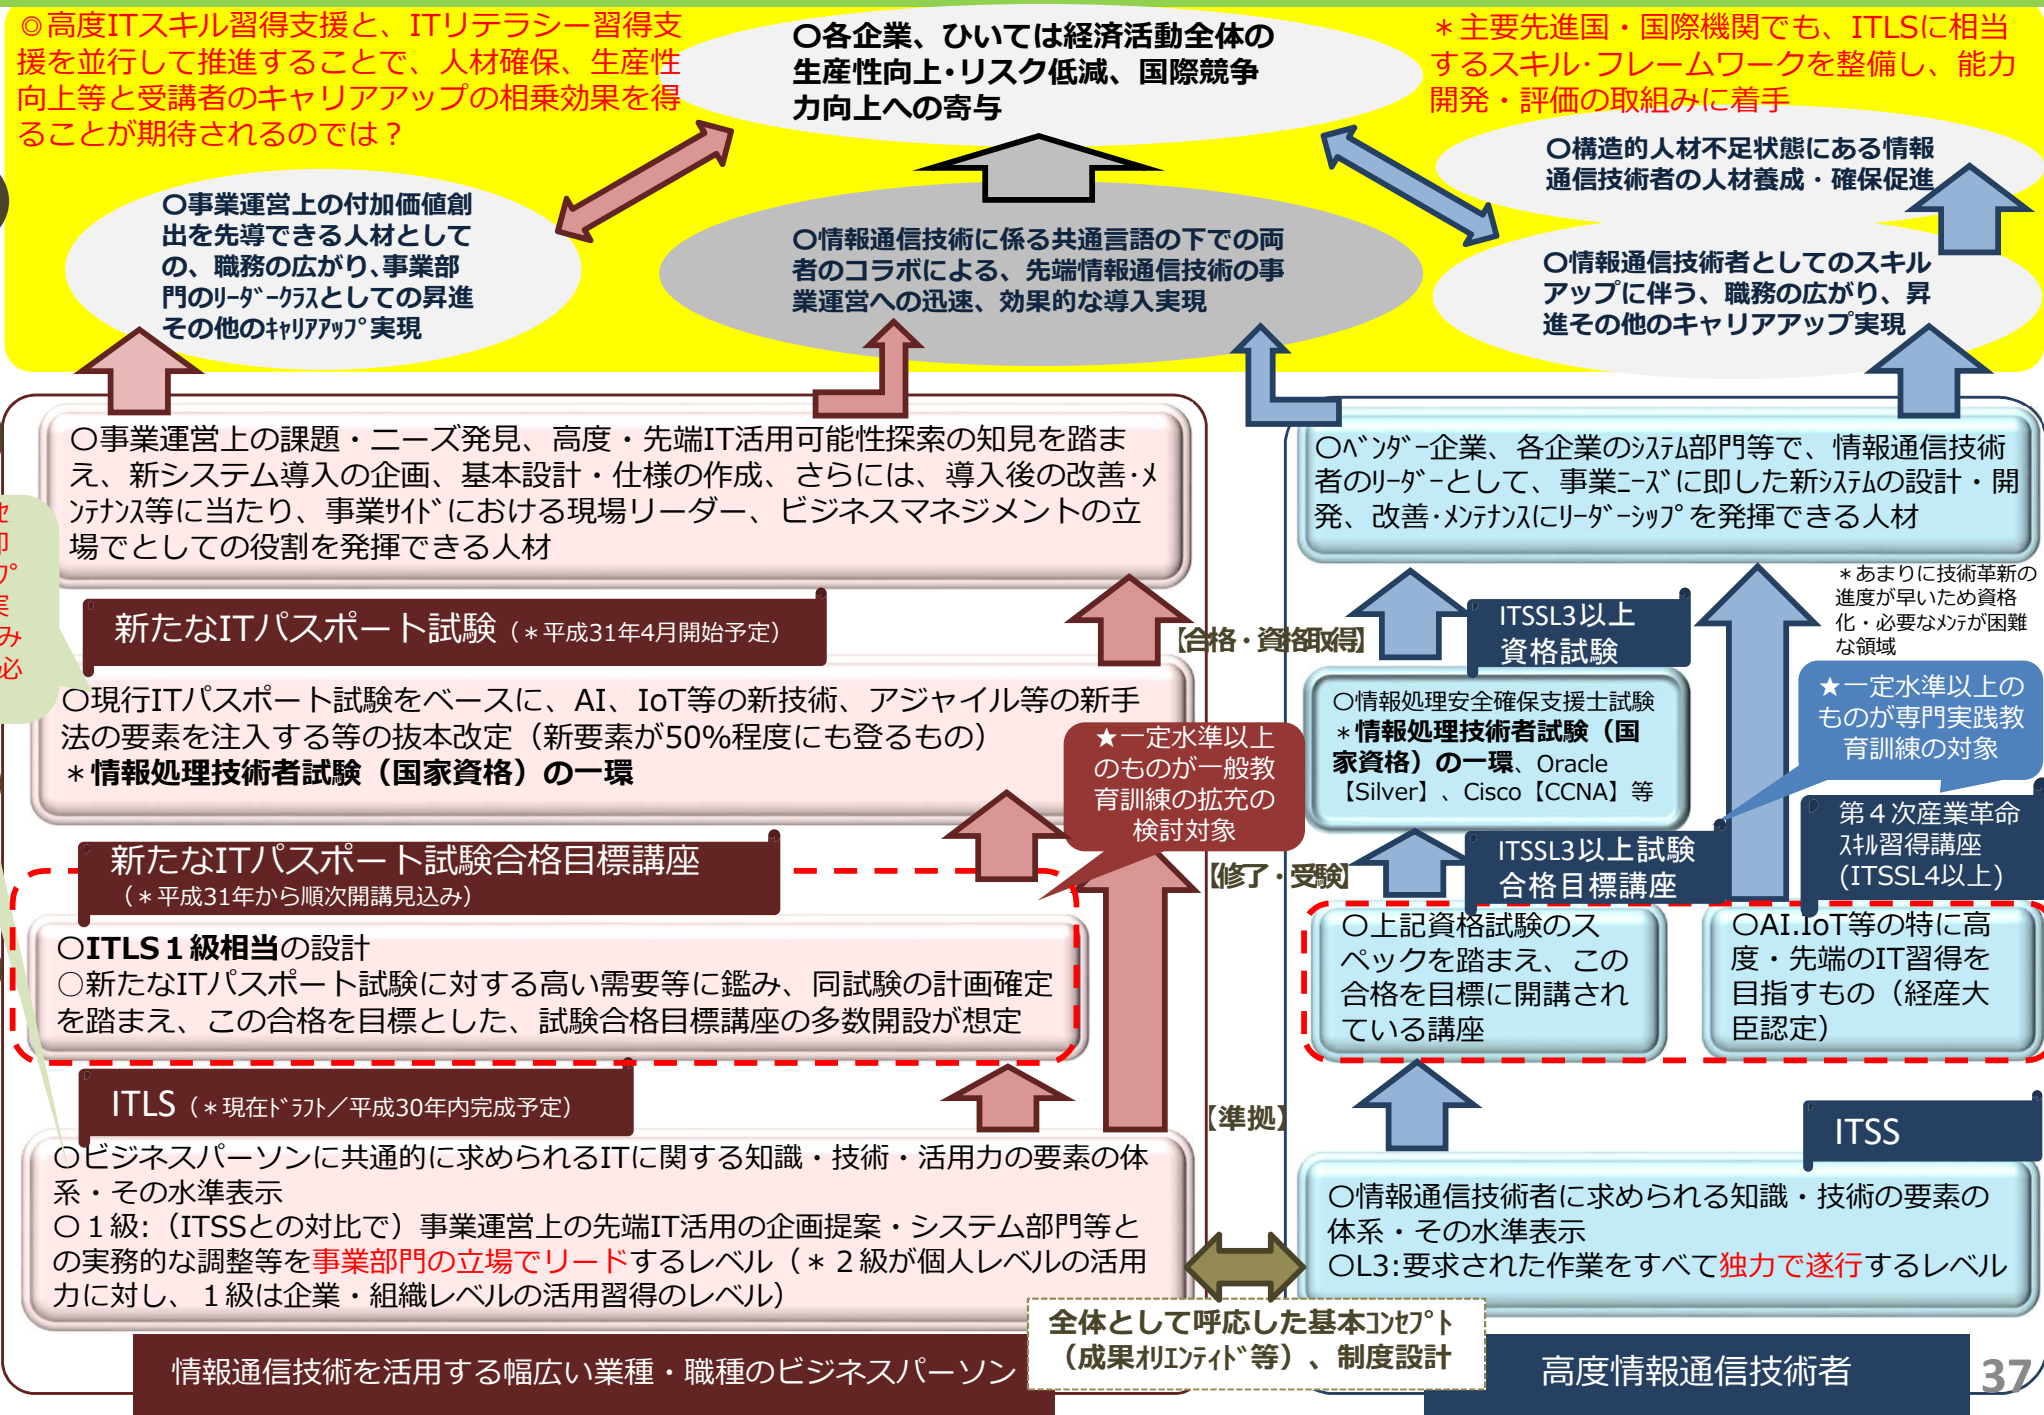 ◎高度ITスキル習得支援と、ITリテラシー習得支
援を並行して推進することで、人材確保、生産性
向上等と受講者のキャリアアップの相乗効果を得
ることが期待されるのでは？
〇各企業、ひいては経済活動全体の
生産性向上・リスク低減、国際競争
力向上への寄与
＊主要先進国・国際機関でも、ITLSに相当
するスキル・フレームワークを整備し、能力
開発・評価の取組みに着手
〇構造的人材不足状態にある情報
通信技術者の人材養成・確保促進
〇事業運営上の付加価値創
出を先導できる人材として
の、職務の広がり、事業部
門のﾘｰﾀﾞｰｸﾗｽとしての昇進
その他のｷｬﾘｱｱｯﾌﾟ実現
〇情報通信技術に係る共通言語の下での両
者のコラボによる、先端情報通信技術の事
業運営への迅速、効果的な導入実現
〇情報通信技術者としてのスキル
アップに伴う、職務の広がり、昇
進その他のキャリアアップ実現
〇事業運営上の課題・ニーズ発見、高度・先端IT活用可能性探索の知見を踏ま
え、新システム導入の企画、基本設計・仕様の作成、さらには、導入後の改善・ﾒ
ﾝﾃﾅﾝｽ等に当たり、事業ｻｲﾄﾞにおける現場リーダー、ビジネスマネジメントの立
場でとしての役割を発揮できる人材
〇ﾍﾞﾝﾀﾞｰ企業、各企業のｼｽﾃﾑ部門等で、情報通信技術
者のﾘｰﾀﾞｰとして、事業ﾆｰｽﾞに即した新ｼｽﾃﾑの設計・開
発、改善・ﾒﾝﾃﾅﾝｽにﾘｰﾀﾞｰｼｯﾌﾟを発揮できる人材
ｾ
ﾌﾟ
実
み
必
新たなITパスポート試験（＊平成31年4月開始予定）
【合格・資格取得】
ITSSL3以上
資格試験
＊あまりに技術革新の
進度が早いため資格
化・必要なﾒﾝﾃが困難
な領域
〇現行ITパスポート試験をベースに、AI、IoT等の新技術、アジャイル等の新手
法の要素を注入する等の抜本改定（新要素が50%程度にも登るもの）
＊情報処理技術者試験（国家資格）の一環
★一定水準以上
のものが一般教
育訓練の拡充の
検討対象
〇情報処理安全確保支援士試験
＊情報処理技術者試験（国
家資格）の一環、Oracle
【Silver】、Cisco【CCNA】等
★一定水準以上の
ものが専門実践教
育訓練の対象
新たなITパスポート試験合格目標講座
（＊平成31年から順次開講見込み）
【修了・受験】
ITSSL3以上試験
合格目標講座
第４次産業革命
ｽｷﾙ習得講座
(ITSSL4以上)
〇ITLS１級相当の設計
○新たなITパスポート試験に対する高い需要等に鑑み、同試験の計画確定
を踏まえ、この合格を目標とした、試験合格目標講座の多数開設が想定
〇上記資格試験のス
ペックを踏まえ、この
合格を目標に開講され
ている講座
〇AI.IoT等の特に高
度・先端のIT習得を
目指すもの（経産大
臣認定）
ITLS（＊現在ﾄﾞﾗﾌﾄ／平成30年内完成予定）
【準拠】
ITSS
〇ビジネスパーソンに共通的に求められるITに関する知識・技術・活用力の要素の体
系・その水準表示
〇１級:（ITSSとの対比で）事業運営上の先端IT活用の企画提案・システム部門等と
の実務的な調整等を事業部門の立場でリードするレベル（＊２級が個人レベルの活用
力に対し、１級は企業・組織レベルの活用習得のレベル）
〇情報通信技術者に求められる知識・技術の要素の
体系・その水準表示
〇L3:要求された作業をすべて独力で遂行するレベル
全体として呼応した基本ｺﾝｾﾌﾟﾄ
（成果ｵﾘｴﾝﾃｨﾄﾞ等）、制度設計
情報通信技術を活用する幅広い業種・職種のビジネスパーソン
高度情報通信技術者
37